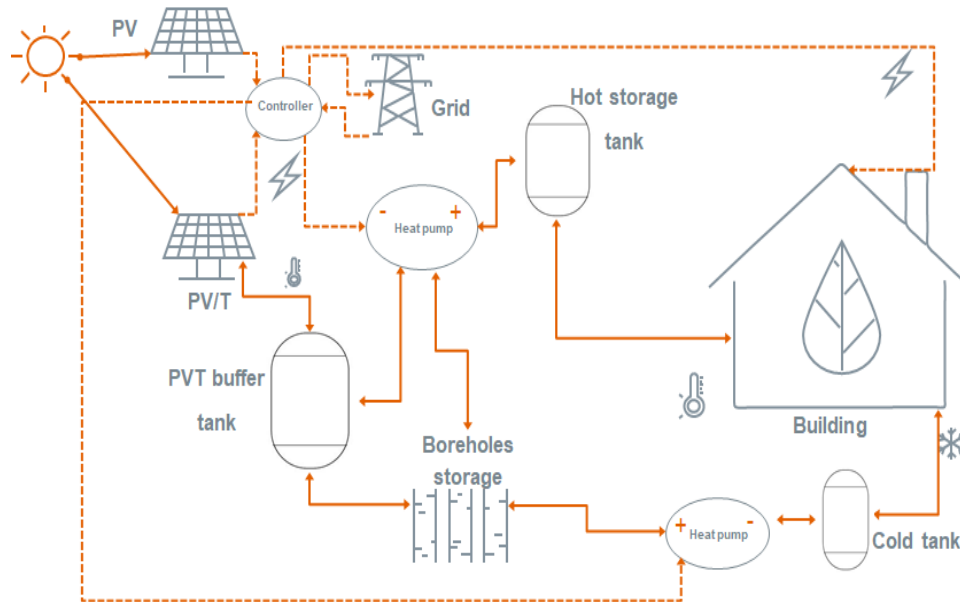 PV
Controller
Grid
Hot storage
tank
- +
Heat pump
PV/T
PVT buffer
tank
Boreholes
storage
Building
+ -
Heat pump
Cold tank